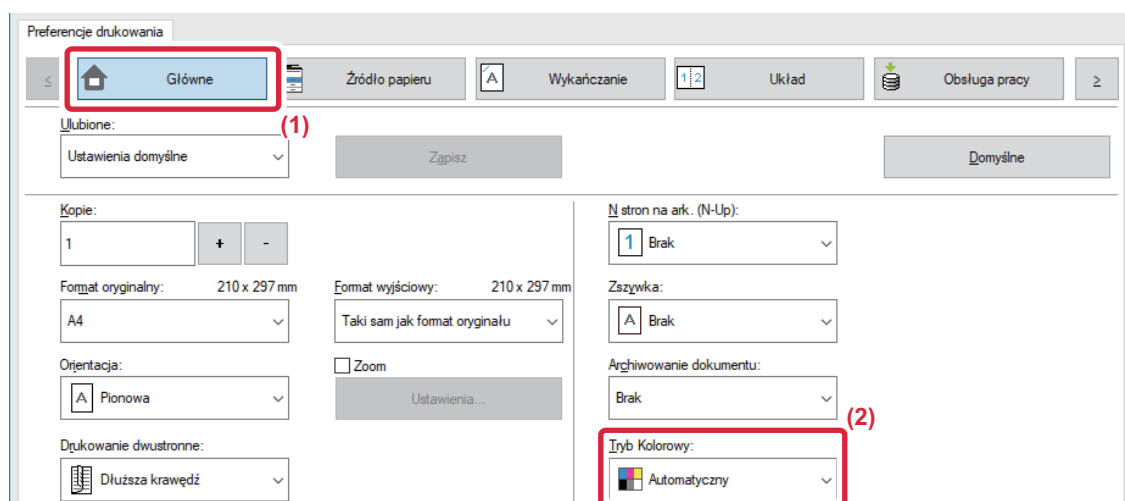 Preferencje drukowania
≤ Główne Źródło papieru A Wykańczanie 1 2 Układ Obsługa pracy ≥
(1)
Ulubione:
Ustawienia domyślne Zapisz Domyślne
Kopie: N stron na ark. (N-Up):
1 + - 1 Brak
Format oryginalny: 210 x 297 mm Format wyjściowy: 210 x 297 mm Zszywka:
A4 Taki sam jak format oryginału A Brak
Orientacja: Zoom Archiwowanie dokumentu:
A Pionowa Ustawienia... Brak
(2)
Drukowanie dwustronne: Tryb Kolorowy:
Dłuższa krawędź Automatyczny